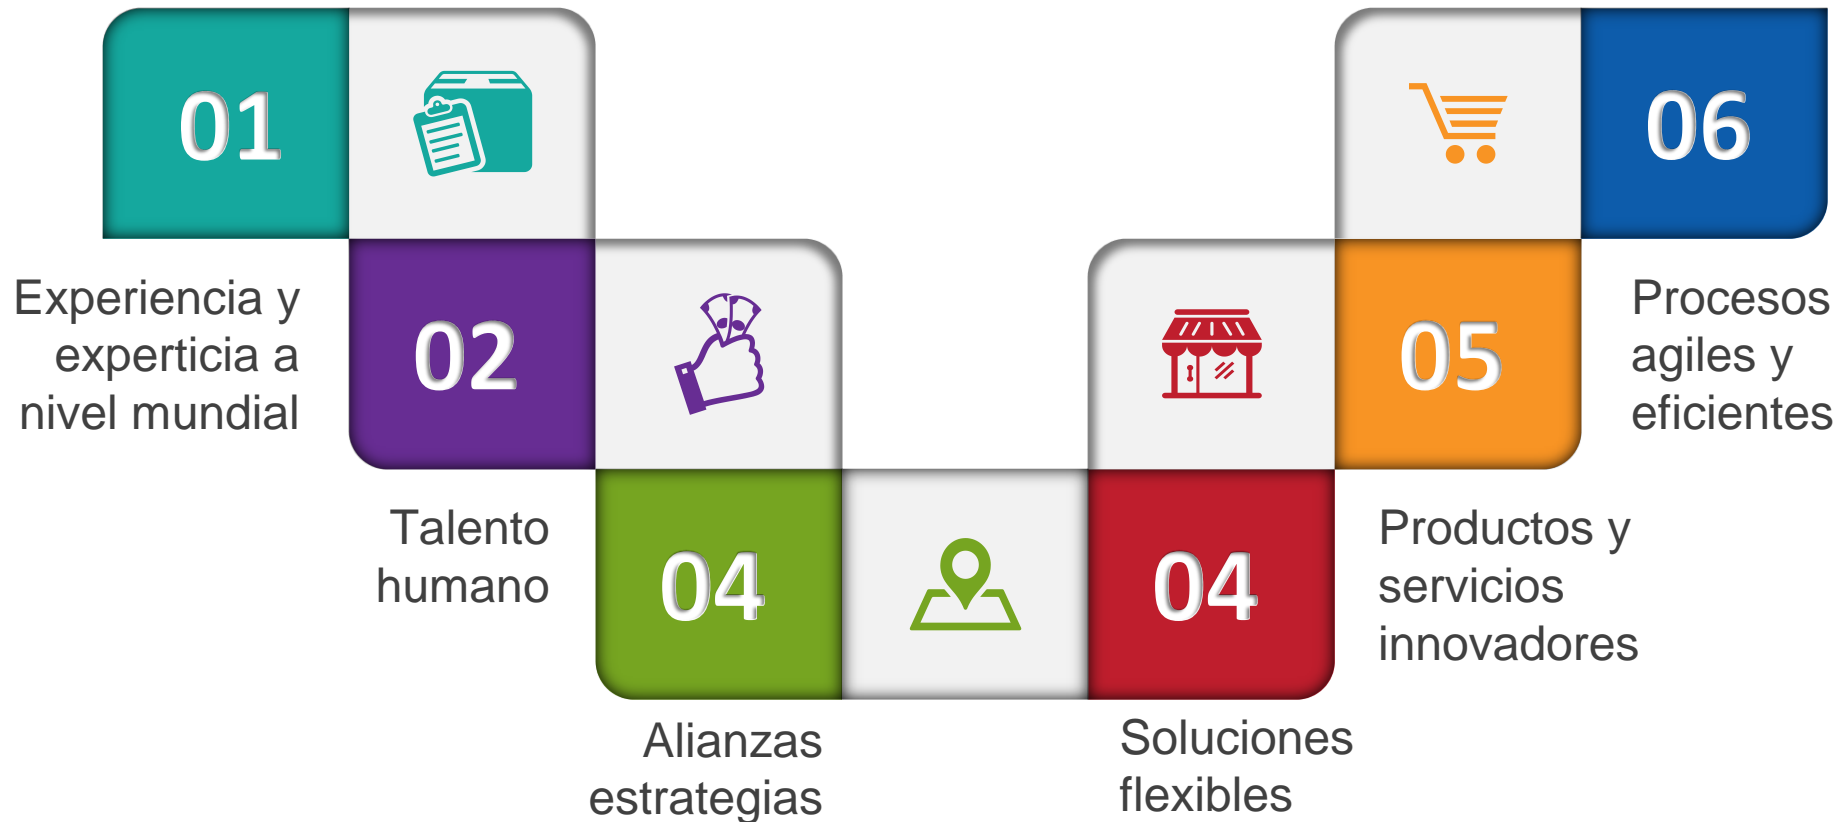 01
Experiencia y
experticia a
nivel mundial
02
Talento
humano
04
Alianzas
estrategias
04
Soluciones
flexibles
05
Productos y
servicios
innovadores
06
Procesos
agiles y
eficientes